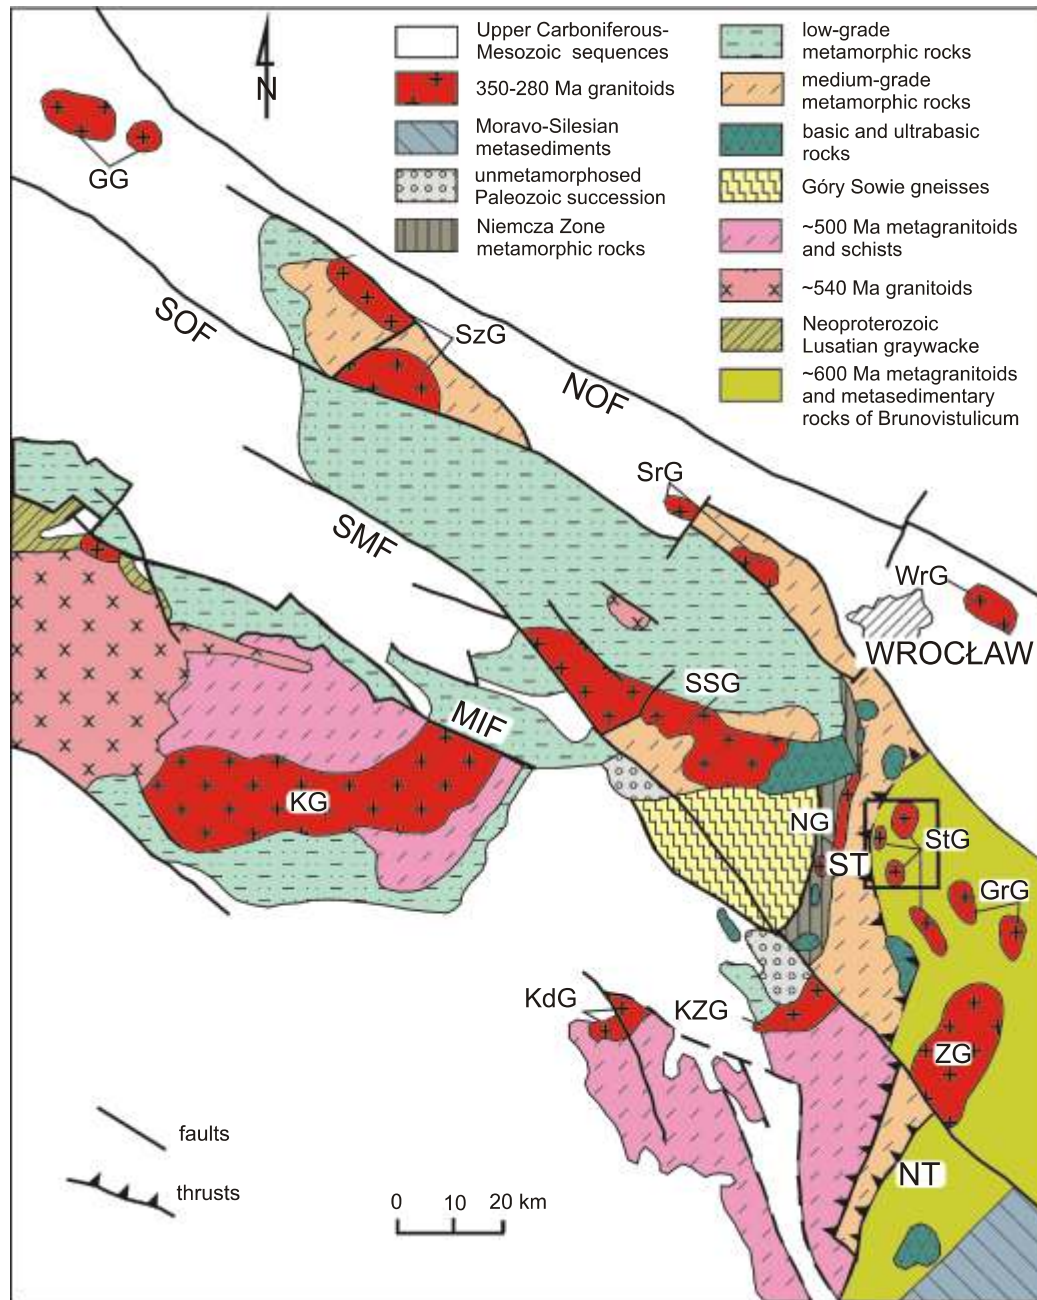 Upper Carboniferous-
Mesozoic sequences
350-280 Ma granitoids
Moravo-Silesian
metasediments
unmetamorphosed
Paleozoic succession
Niemcza Zone
metamorphic rocks
low-grade
metamorphic rocks
medium-grade
metamorphic rocks
basic and ultrabasic
rocks
Góry Sowie gneisses
~500 Ma metagranitoids
and schists
~540 Ma granitoids
Neoproterozoic
Lusatian graywacke
~600 Ma metagranitoids
and metasedimentary
rocks of Brunovistulicum
N
GG
SOF
SzG
NOF
SrG
SMF
WrG
WROCŁAW
SSG
MIF
KG
NG
ST
StG
GrG
KdG
KZG
ZG
NT
faults
thrusts
0 10 20 km